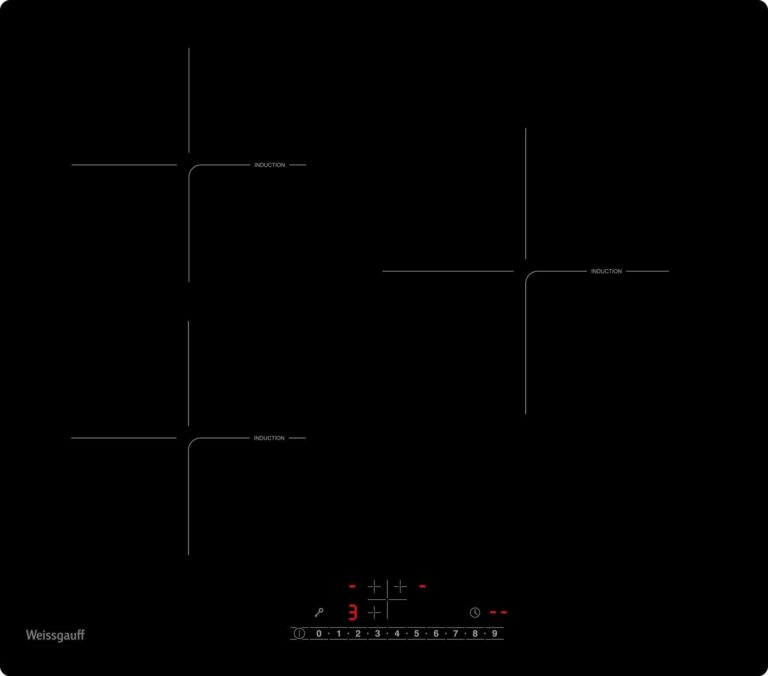 INDUCTION
INDUCTION
INDUCTION
- -
3 --
0 · 1 · 2 · 3 · 4 · 5 · 6 · 7 · 8 · 9
Weissgauff